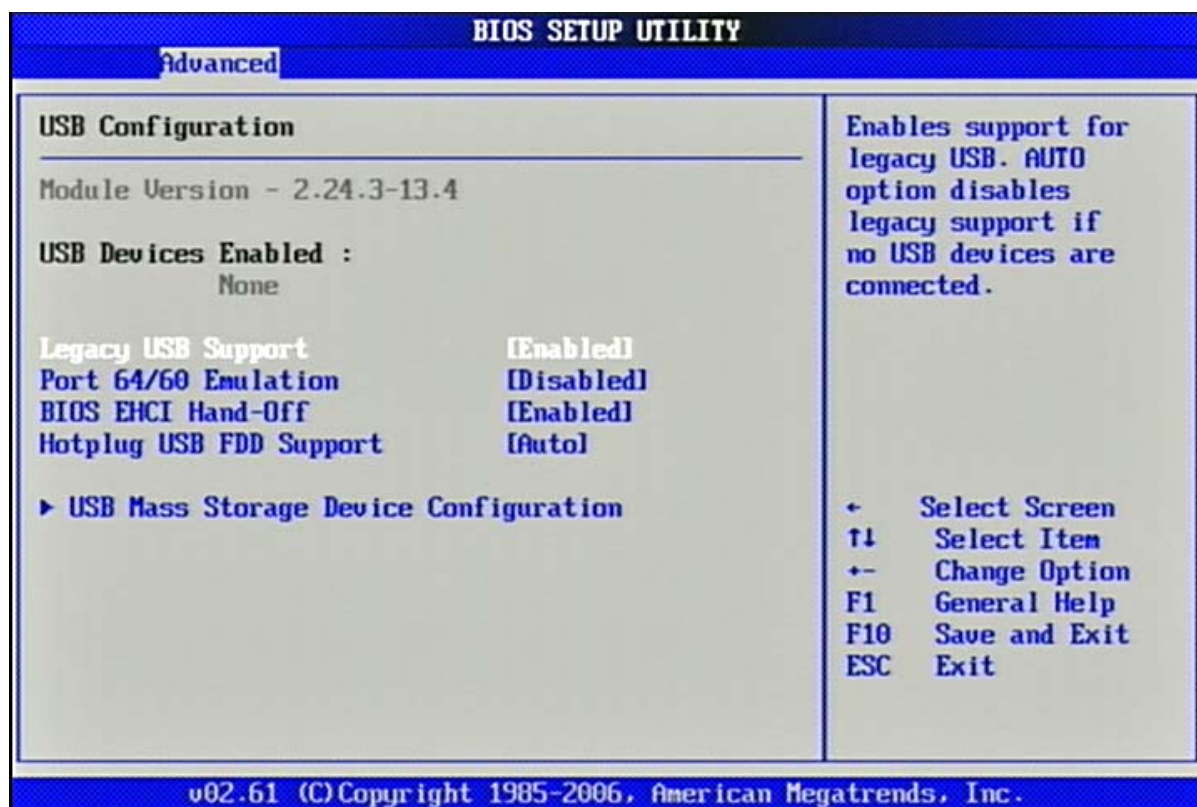 BIOS SETUP UTILITY
Advanced
USB Configuration
Module Version - 2.24.3-13.4
USB Devices Enabled :
None
Legacy USB Support [Enabled]
Port 64/60 Emulation [Disabled]
BIOS EHCI Hand-Off [Enabled]
Hotplug USB FDD Support [Auto]
▶ USB Mass Storage Device Configuration
Enables support for
legacy USB. AUTO
option disables
legacy support if
no USB devices are
connected.
← Select Screen
↑↓ Select Item
+- Change Option
F1 General Help
F10 Save and Exit
ESC Exit
v02.61 (C)Copyright 1985-2006, American Megatrends, Inc.